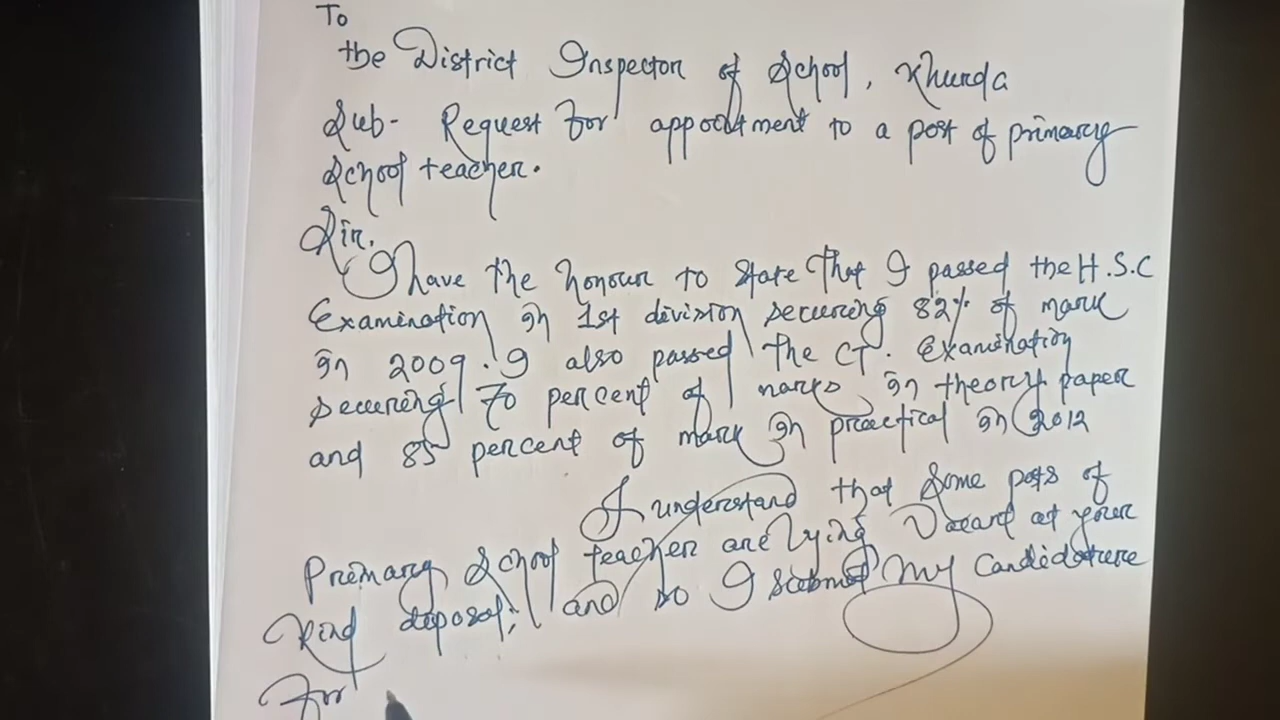 To
the District Inspector of School, Khurda
Sub- Request For appointment to a post of primary
School teacher.
Sir.
I have the honour to state that I passed the H.S.C
Examination in 1st division securing 82% of mark
in 2009. I also passed the CT. Examination
securing 70 percent of marks in theory paper
and 85 percent of mark in practical in 2012
I understand that some posts of
Primary School teacher are lying vacant at your
kind deposal, and so I submit my candidature
For